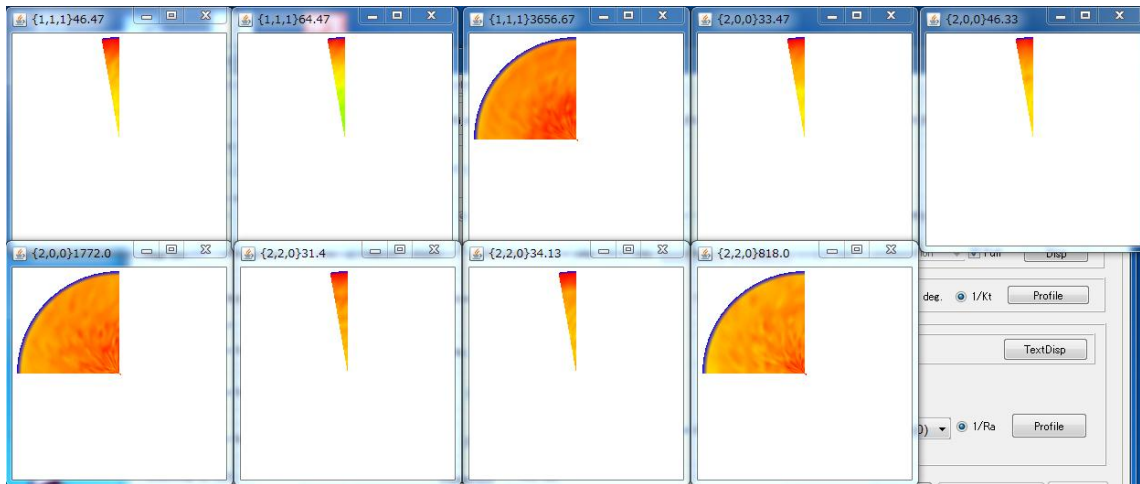 {1,1,1}46.47
{1,1,1}64.47
{1,1,1}3656.67
{2,0,0}33.47
{2,0,0}46.33
{2,0,0}1772.0
{2,2,0}31.4
{2,2,0}34.13
{2,2,0}818.0
Full
Disp
deg.
1/Kt
Profile
TextDisp
1/Ra
Profile